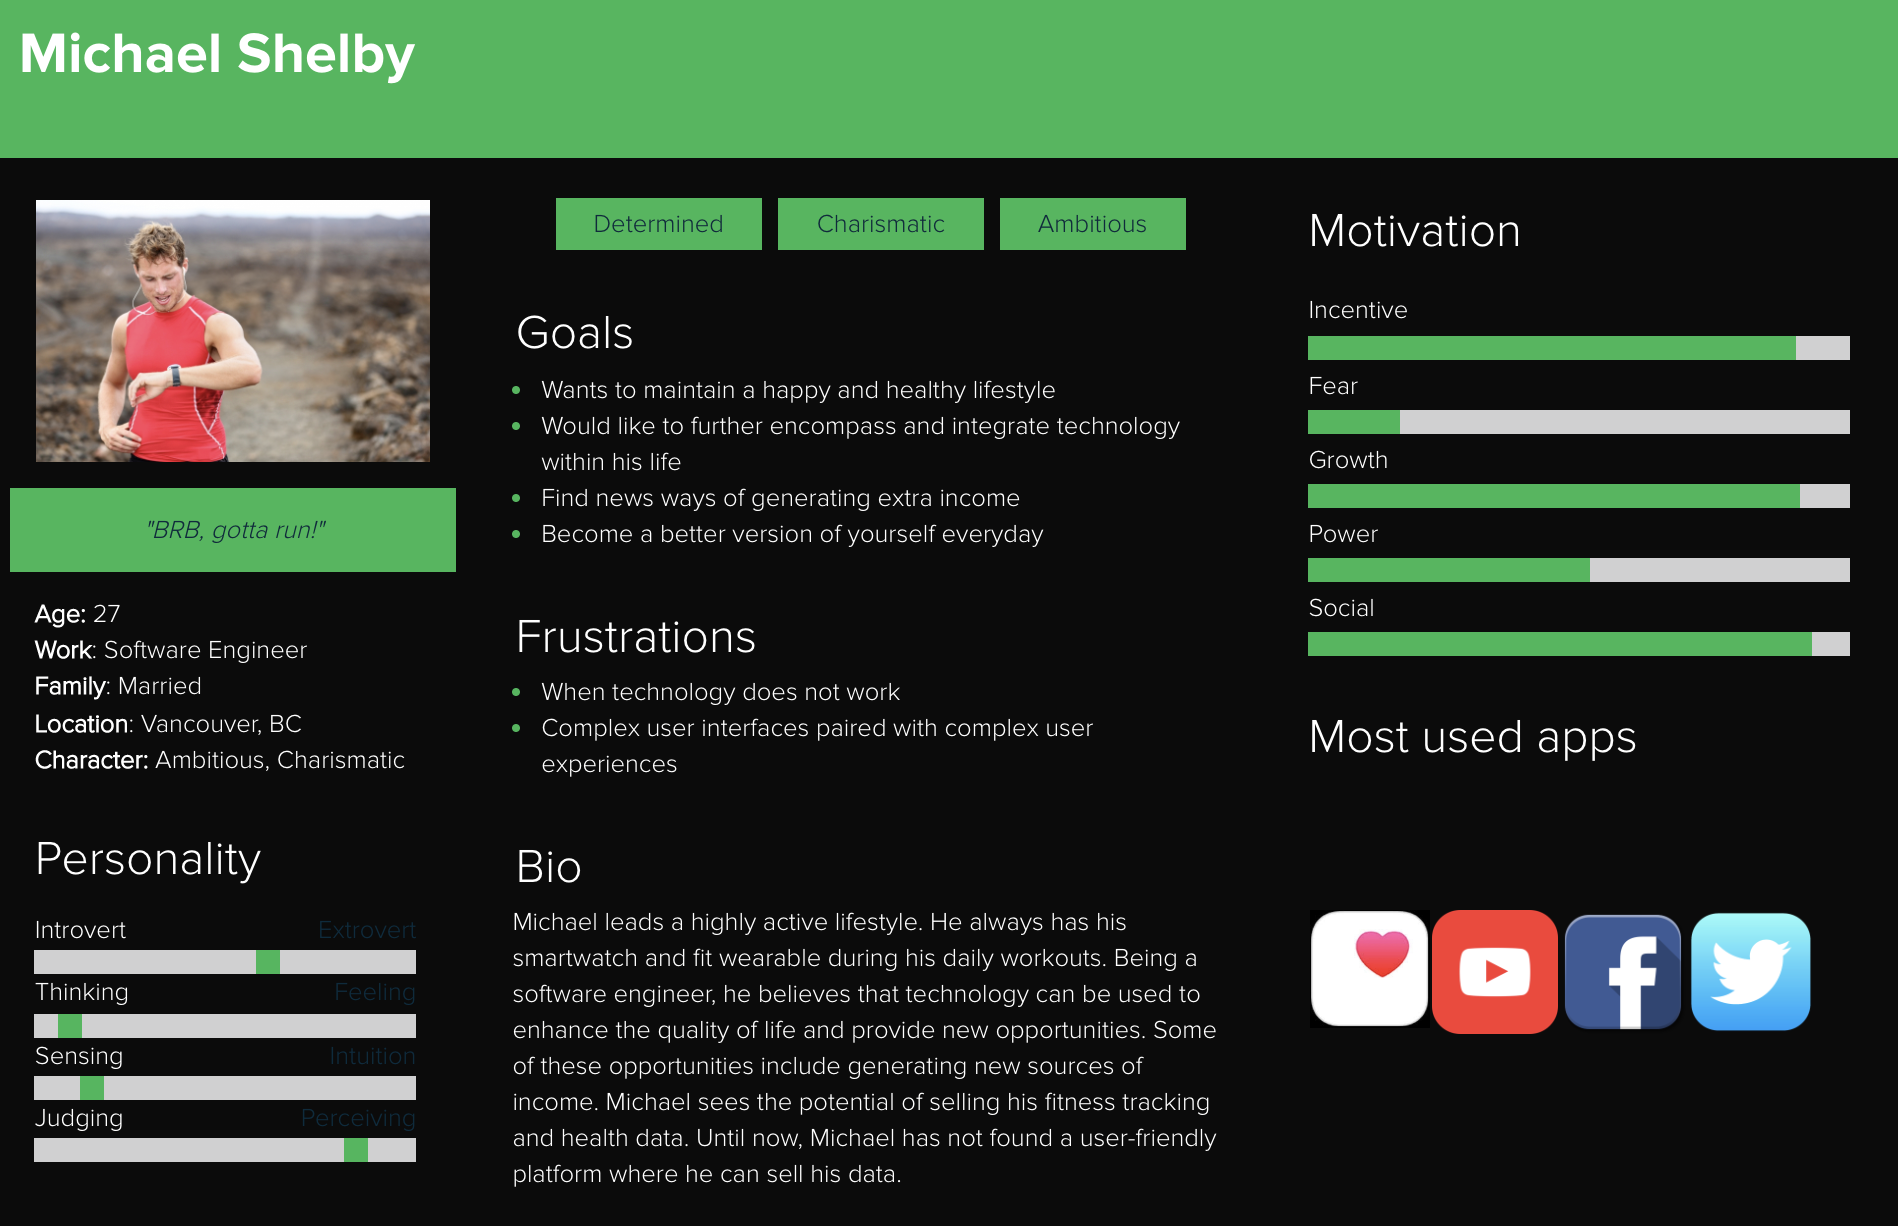 Michael Shelby
"BRB, gotta run!"
Age: 27
Work: Software Engineer
Family: Married
Location: Vancouver, BC
Character: Ambitious, Charismatic
Personality
Introvert Extrovert
Thinking Feeling
Sensing Intuition
Judging Perceiving
Determined Charismatic Ambitious
Goals
Wants to maintain a happy and healthy lifestyle
Would like to further encompass and integrate technology
within his life
Find news ways of generating extra income
Become a better version of yourself everyday
Frustrations
When technology does not work
Complex user interfaces paired with complex user
experiences
Bio
Michael leads a highly active lifestyle. He always has his
smartwatch and fit wearable during his daily workouts. Being a
software engineer, he believes that technology can be used to
enhance the quality of life and provide new opportunities. Some
of these opportunities include generating new sources of
income. Michael sees the potential of selling his fitness tracking
and health data. Until now, Michael has not found a user-friendly
platform where he can sell his data.
Motivation
Incentive
Fear
Growth
Power
Social
Most used apps